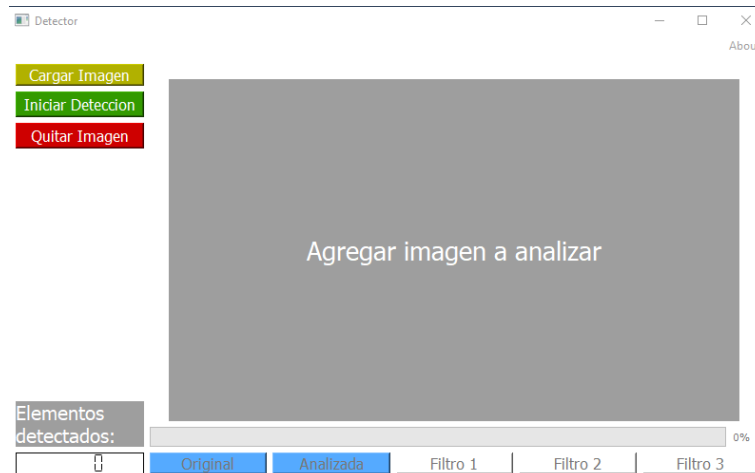 Detector
Abou
Cargar Imagen
Iniciar Deteccion
Quitar Imagen
Agregar imagen a analizar
Elementos
detectados:
0%
0
Original
Analizada
Filtro 1
Filtro 2
Filtro 3